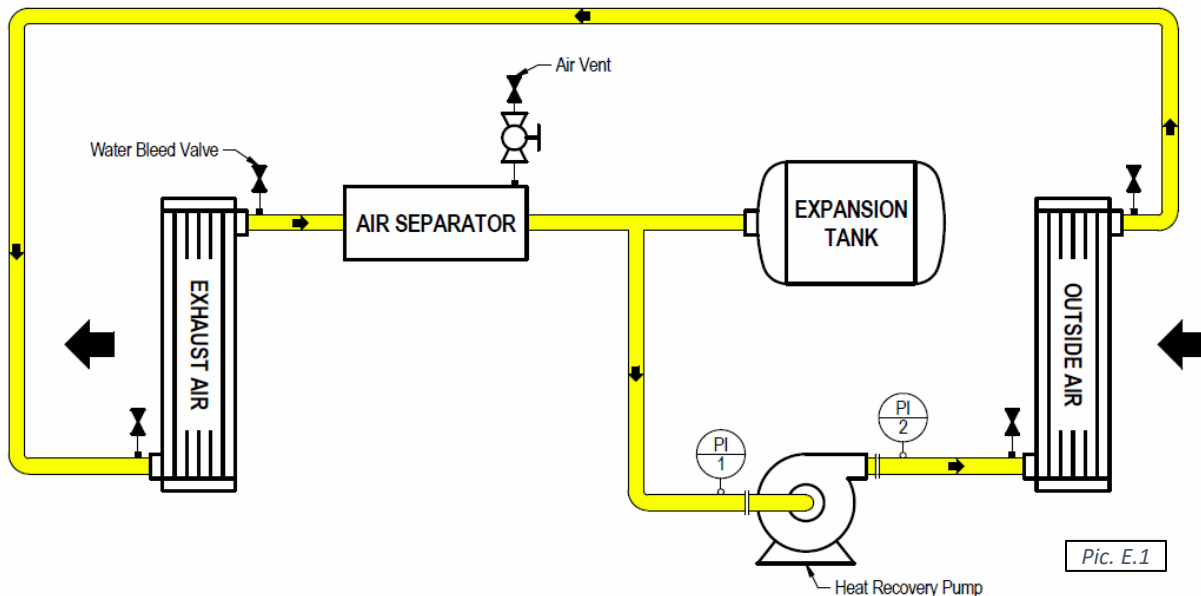 Air Vent
Water Bleed Valve
AIR SEPARATOR
EXPANSION
TANK
EXHAUST AIR
OUTSIDE AIR
PI
1
PI
2
Heat Recovery Pump
Pic. E.1